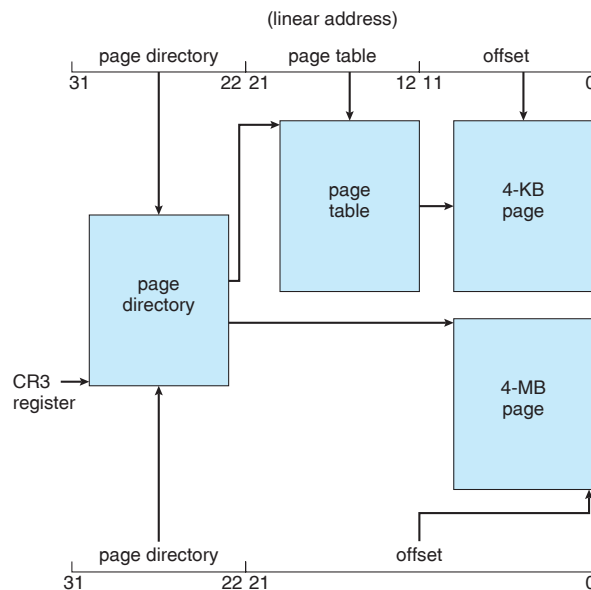 (linear address)
page directory page table offset
31 22 21 12 11 0
page
table
4-KB
page
page
directory
4-MB
page
CR3
register
page directory offset
31 22 21 0